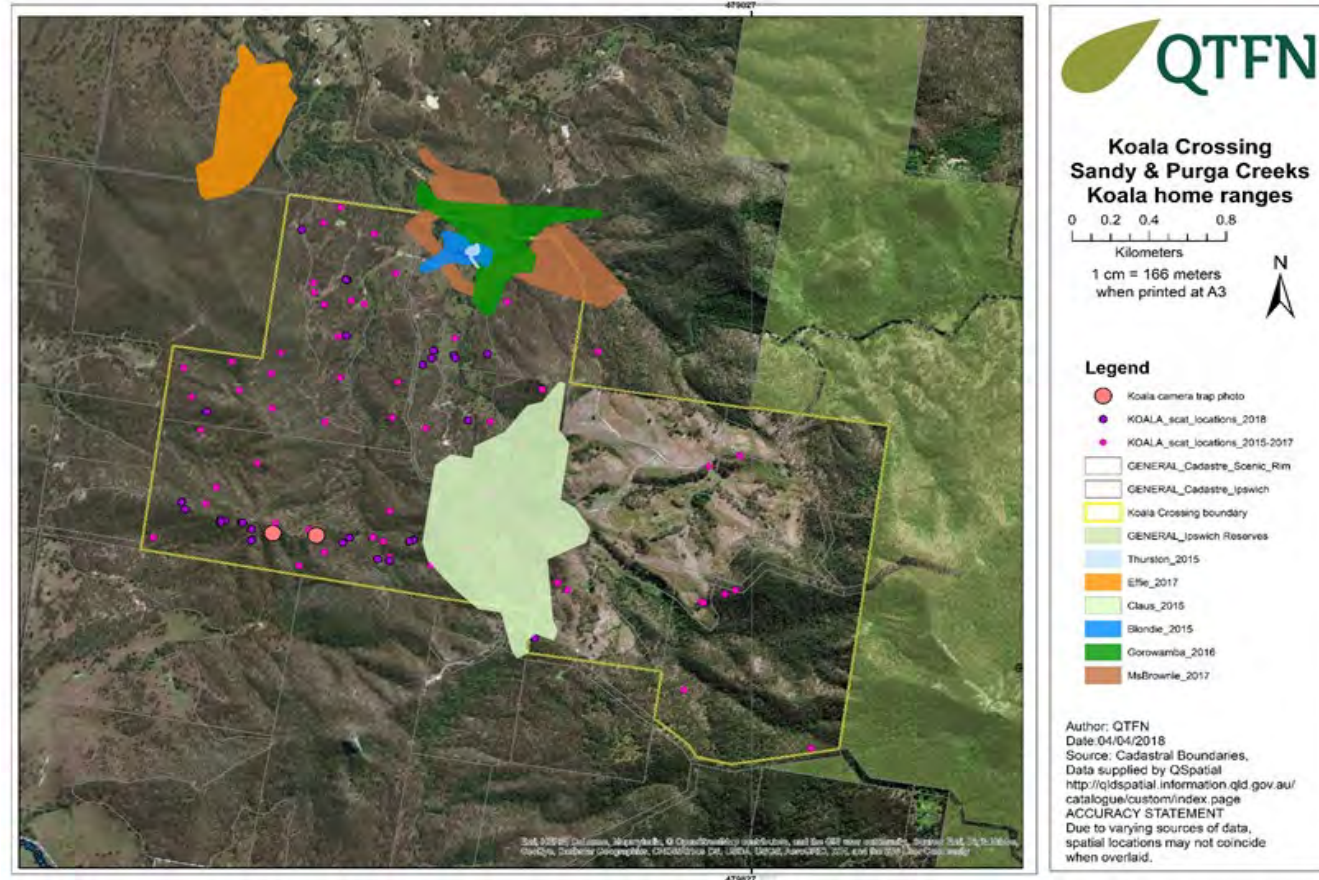 479827
QTFN
Koala Crossing
Sandy & Purga Creeks
Koala home ranges
0 0.2 0.4 0.8
Kilometers
1 cm = 166 meters
when printed at A3
N
Legend
Koala camera trap photo
KOALA_scat_locations_2018
KOALA_scat_locations_2015-2017
GENERAL_Cadastre_Scenic_Rim
GENERAL_Cadastre_Ipswich
Koala Crossing boundary
GENERAL_Ipswich Reserves
Thurston_2015
Effie_2017
Claus_2015
Blondie_2015
Gorowamba_2016
MsBrownie_2017
Author: QTFN
Date:04/04/2018
Source: Cadastral Boundaries,
Data supplied by QSpatial
http://qldspatial.information.qld.gov.au/
catalogue/custom/index.page
ACCURACY STATEMENT
Due to varying sources of data,
spatial locations may not coincide
when overlaid.
479827